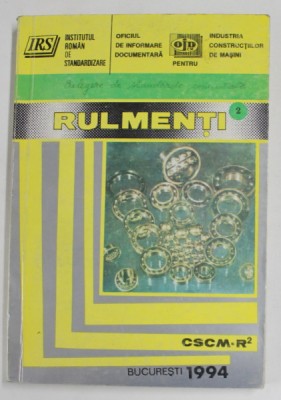 IRS
INSTITUTUL
ROMÂN
DE
STANDARDIZARE
OFICIUL
DE INFORMARE
DOCUMENTARĂ
PENTRU
OJD
INDUSTRIA
CONSTRUCȚIILOR
DE MAȘINI
RULMENȚI
2
CSCM-R2
BUCUREȘTI 1994